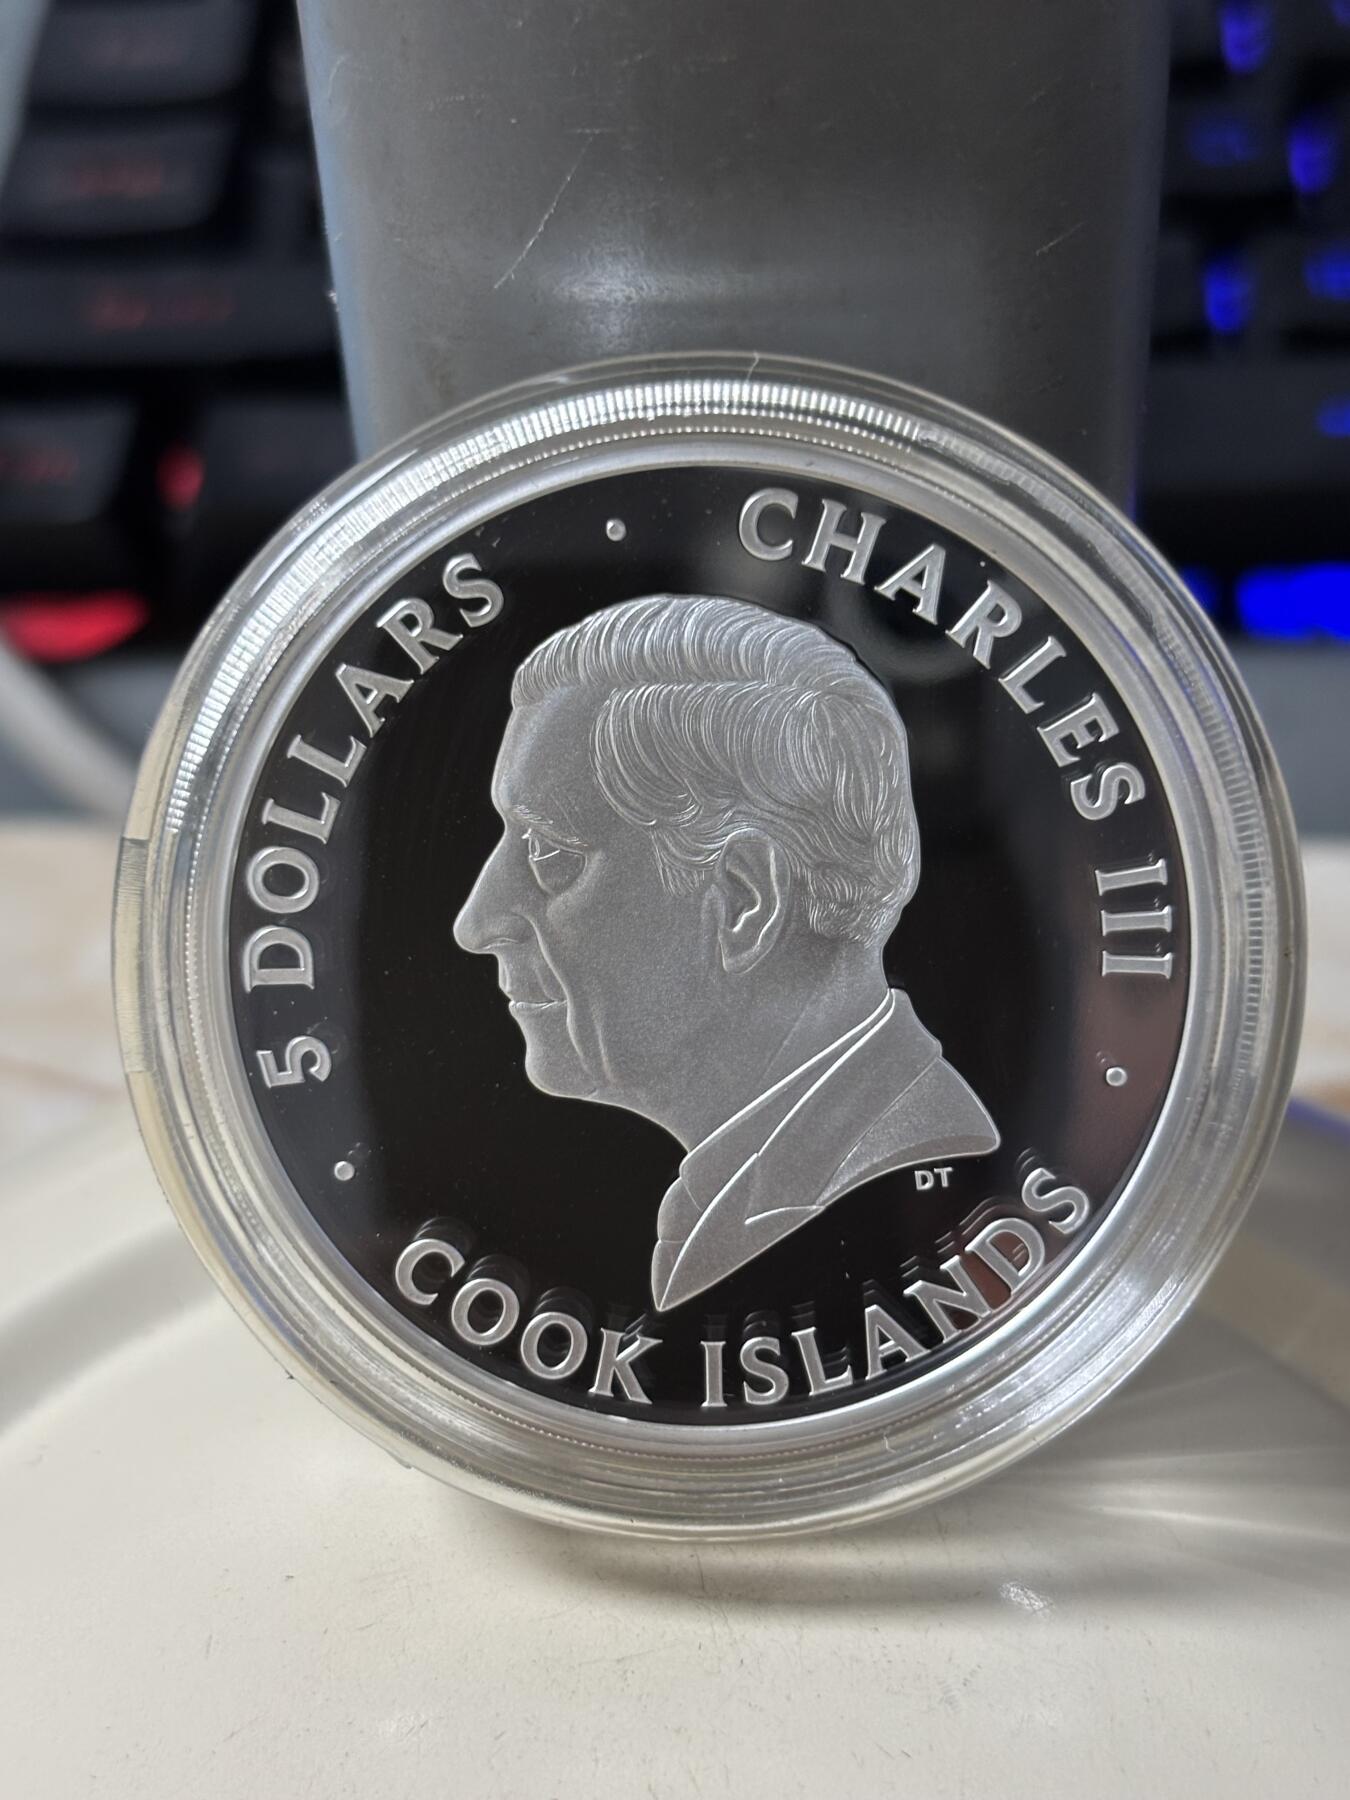 5 DOLLARS • CHARLES III •
COOK ISLANDS •
DT